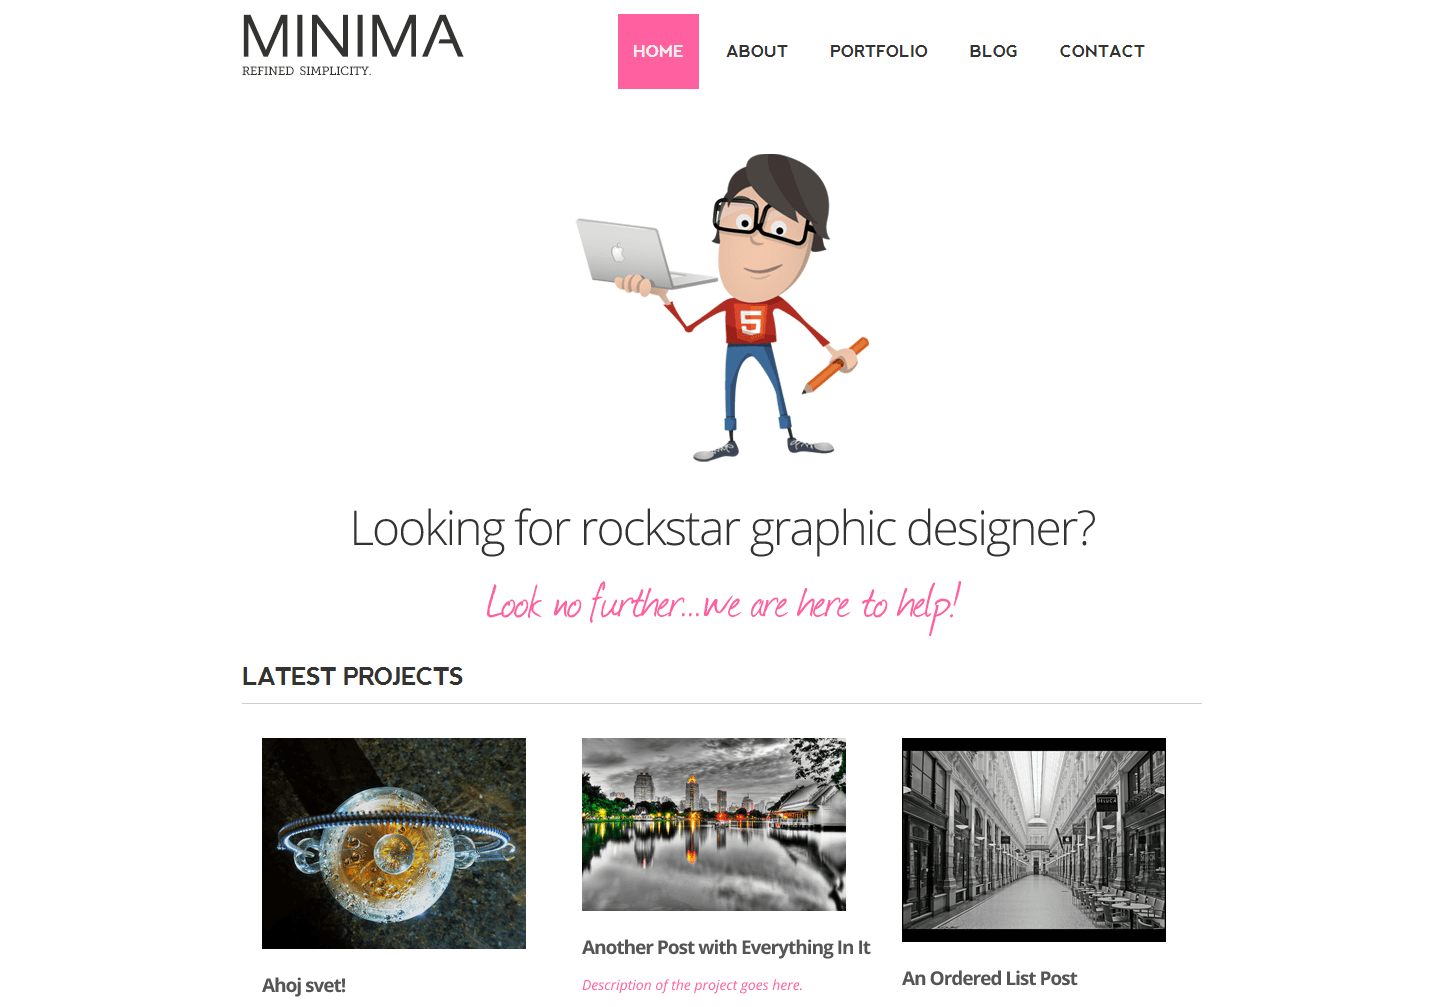 MINIMA
REFINED SIMPLICITY.
HOME ABOUT PORTFOLIO BLOG CONTACT
5
Looking for rockstar graphic designer?
Look no further...we are here to help!
LATEST PROJECTS
DELUCA
Ahoj svet!
Another Post with Everything In It
Description of the project goes here.
An Ordered List Post